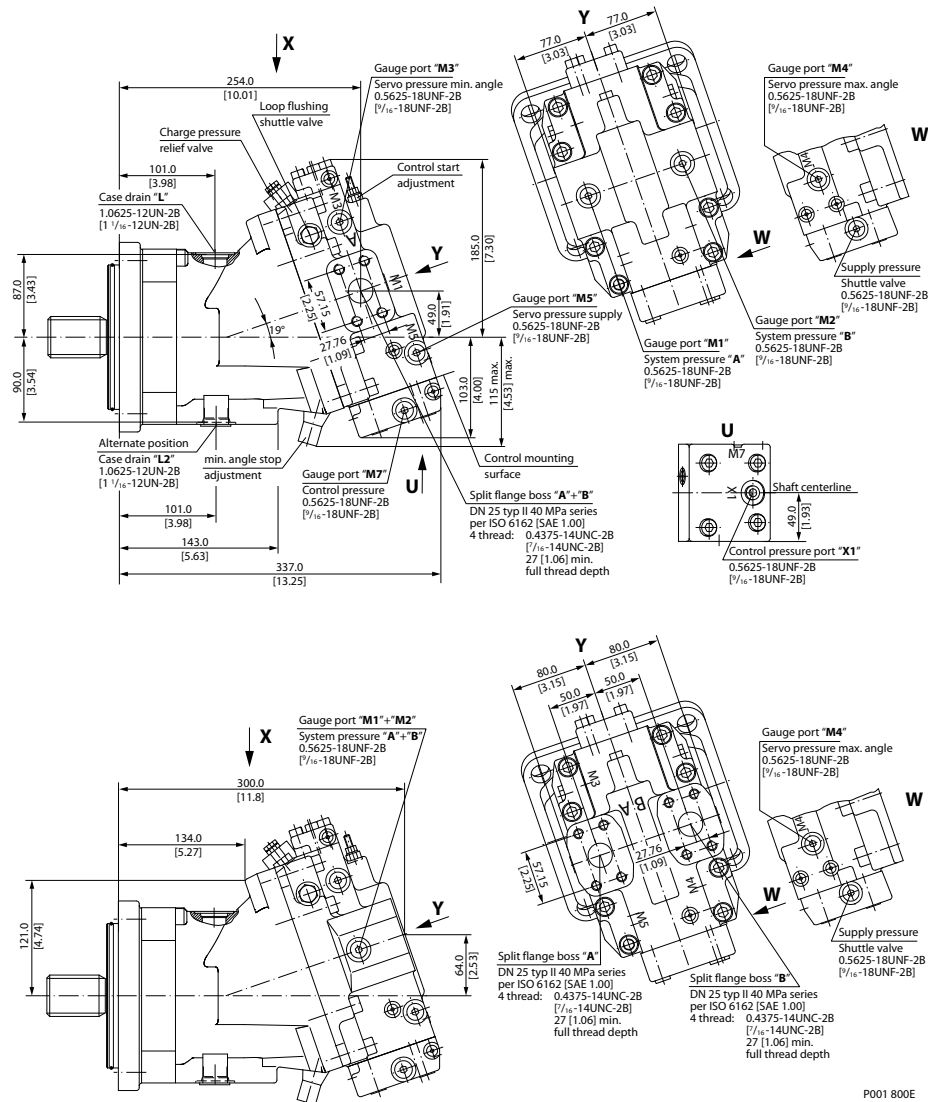 X
254.0
[10.01]
Gauge port "M3"
Servo pressure min. angle
0.5625-18UNF-2B
[9/16-18UNF-2B]
Loop flushing
shuttle valve
Charge pressure
relief valve
Control start
adjustment
101.0
[3.98]
Case drain "L"
1.0625-12UN-2B
[1 1/16-12UN-2B]
M3
A
M1
M5
Y
87.0
[3.43]
90.0
[3.54]
19°
57.15
[2.25]
27.76
[1.09]
49.0
[1.91]
185.0
[7.30]
103.0
[4.00]
115 max.
[4.53] max.
Gauge port "M5"
Servo pressure supply
0.5625-18UNF-2B
[9/16-18UNF-2B]
Alternate position
Case drain "L2"
1.0625-12UN-2B
[1 1/16-12UN-2B]
min. angle stop
adjustment
Gauge port "M7"
Control pressure
0.5625-18UNF-2B
[9/16-18UNF-2B]
U
Control mounting
surface
Split flange boss "A"+"B"
DN 25 typ II 40 MPa series
per ISO 6162 [SAE 1.00]
4 thread: 0.4375-14UNC-2B
[7/16-14UNC-2B]
27 [1.06] min.
full thread depth
101.0
[3.98]
143.0
[5.63]
337.0
[13.25]
Y
77.0
[3.03]
77.0
[3.03]
W
Gauge port "M1"
System pressure "A"
0.5625-18UNF-2B
[9/16-18UNF-2B]
Gauge port "M2"
System pressure "B"
0.5625-18UNF-2B
[9/16-18UNF-2B]
Gauge port "M4"
Servo pressure max. angle
0.5625-18UNF-2B
[9/16-18UNF-2B]
W
M4
Supply pressure
Shuttle valve
0.5625-18UNF-2B
[9/16-18UNF-2B]
U
M7
X1
Shaft centerline
49.0
[1.93]
Control pressure port "X1"
0.5625-18UNF-2B
[9/16-18UNF-2B]
X
300.0
[11.8]
134.0
[5.27]
121.0
[4.74]
Gauge port "M1"+"M2"
System pressure "A"+"B"
0.5625-18UNF-2B
[9/16-18UNF-2B]
Y
64.0
[2.53]
Y
80.0
[3.15]
80.0
[3.15]
50.0
[1.97]
50.0
[1.97]
M3
B A
27.76
[1.09]
57.15
[2.25]
M4
M5
W
Split flange boss "A"
DN 25 typ II 40 MPa series
per ISO 6162 [SAE 1.00]
4 thread: 0.4375-14UNC-2B
[7/16-14UNC-2B]
27 [1.06] min.
full thread depth
Split flange boss "B"
DN 25 typ II 40 MPa series
per ISO 6162 [SAE 1.00]
4 thread: 0.4375-14UNC-2B
[7/16-14UNC-2B]
27 [1.06] min.
full thread depth
Gauge port "M4"
Servo pressure max. angle
0.5625-18UNF-2B
[9/16-18UNF-2B]
W
M4
Supply pressure
Shuttle valve
0.5625-18UNF-2B
[9/16-18UNF-2B]
P001 800E